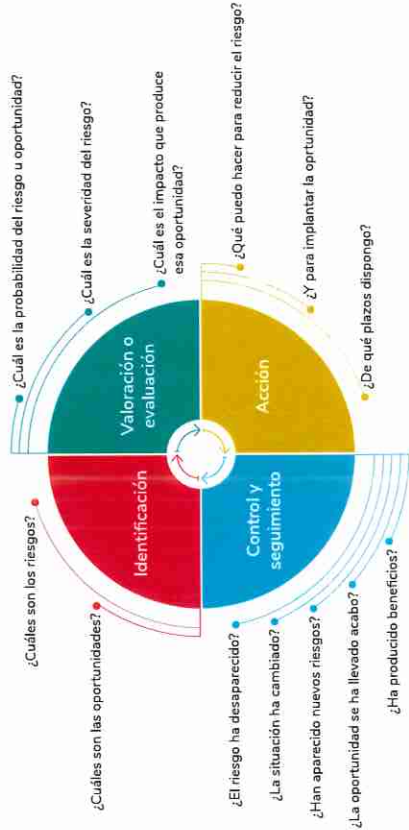 ¿Cuáles son los riesgos?
¿Cuáles son las oportunidades?
Identificación
¿Cuál es la probabilidad del riesgo u oportunidad?
¿Cuál es la severidad del riesgo?
¿Cuál es el impacto que produce
esa oportunidad?
Valoración o
evaluación
¿Qué puedo hacer para reducir el riesgo?
¿Y para implantar la oprtunidad?
¿De qué plazos dispongo?
Acción
Control y
seguimiento
¿El riesgo ha desaparecido?
¿La situación ha cambiado?
¿Han aparecido nuevos riesgos?
¿La oportunidad se ha llevado acabo?
¿Ha producido beneficios?